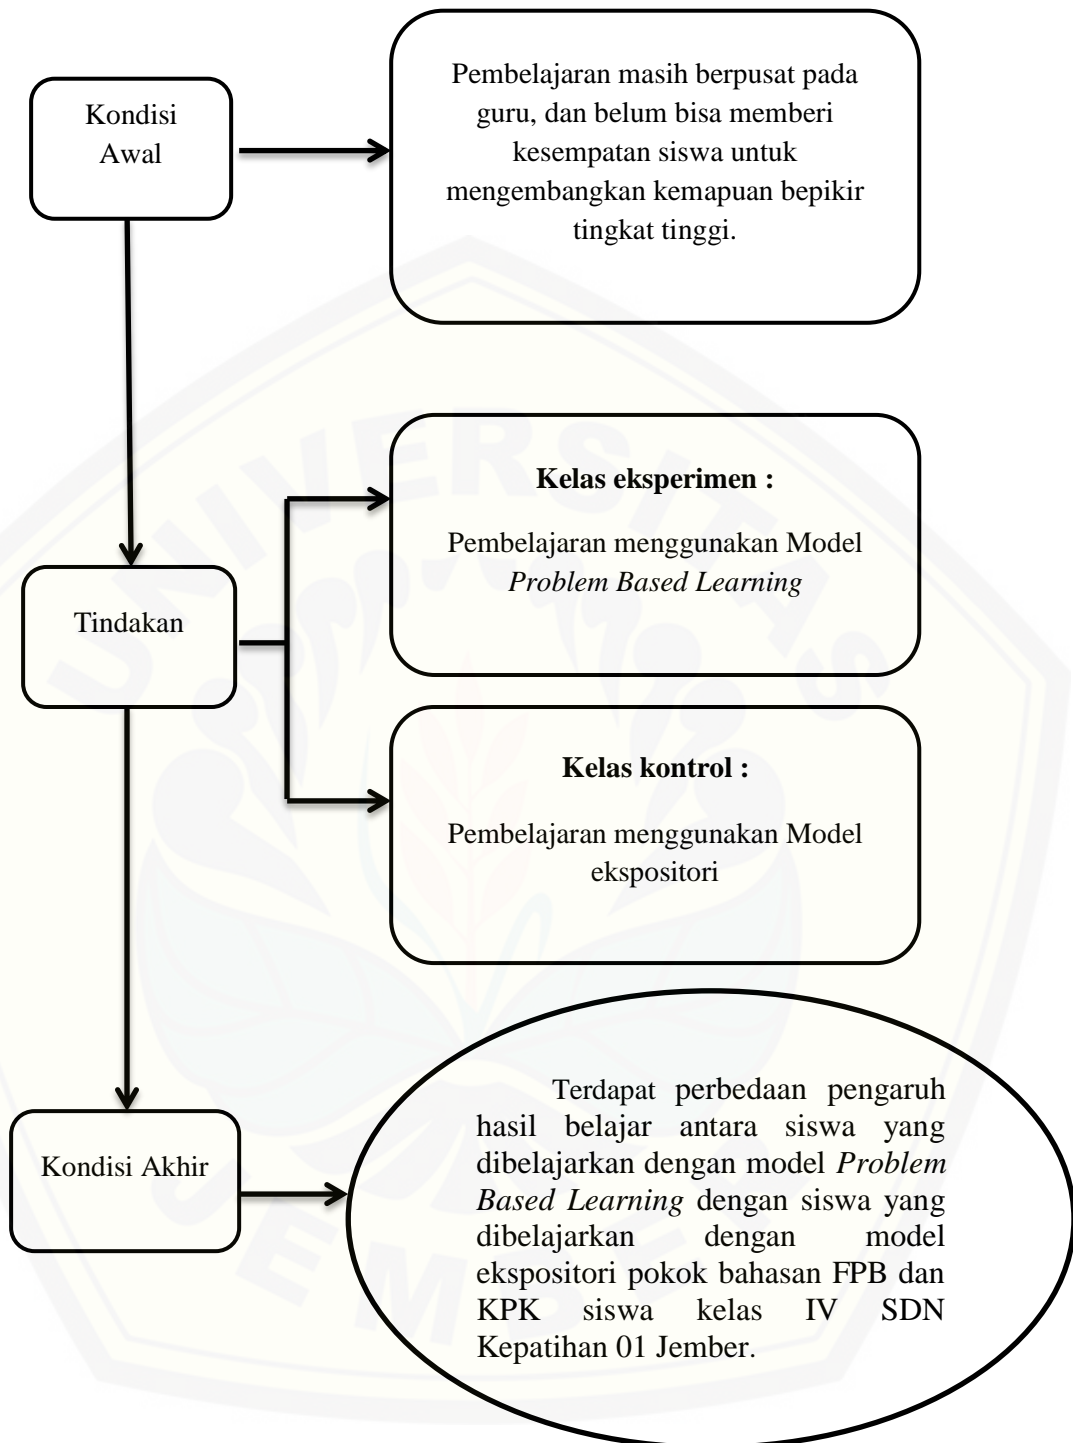 Kondisi
Awal
Pembelajaran masih berpusat pada
guru, dan belum bisa memberi
kesempatan siswa untuk
mengembangkan kemapuan bepikir
tingkat tinggi.
Kelas eksperimen :
Pembelajaran menggunakan Model
Problem Based Learning
Tindakan
Kelas kontrol :
Pembelajaran menggunakan Model
ekspositori
Kondisi Akhir
Terdapat perbedaan pengaruh
hasil belajar antara siswa yang
dibelajarkan dengan model Problem
Based Learning dengan siswa yang
dibelajarkan dengan model
ekspositori pokok bahasan FPB dan
KPK siswa kelas IV SDN
Kepatihan 01 Jember.
UNIVERSITAS
JEMBER